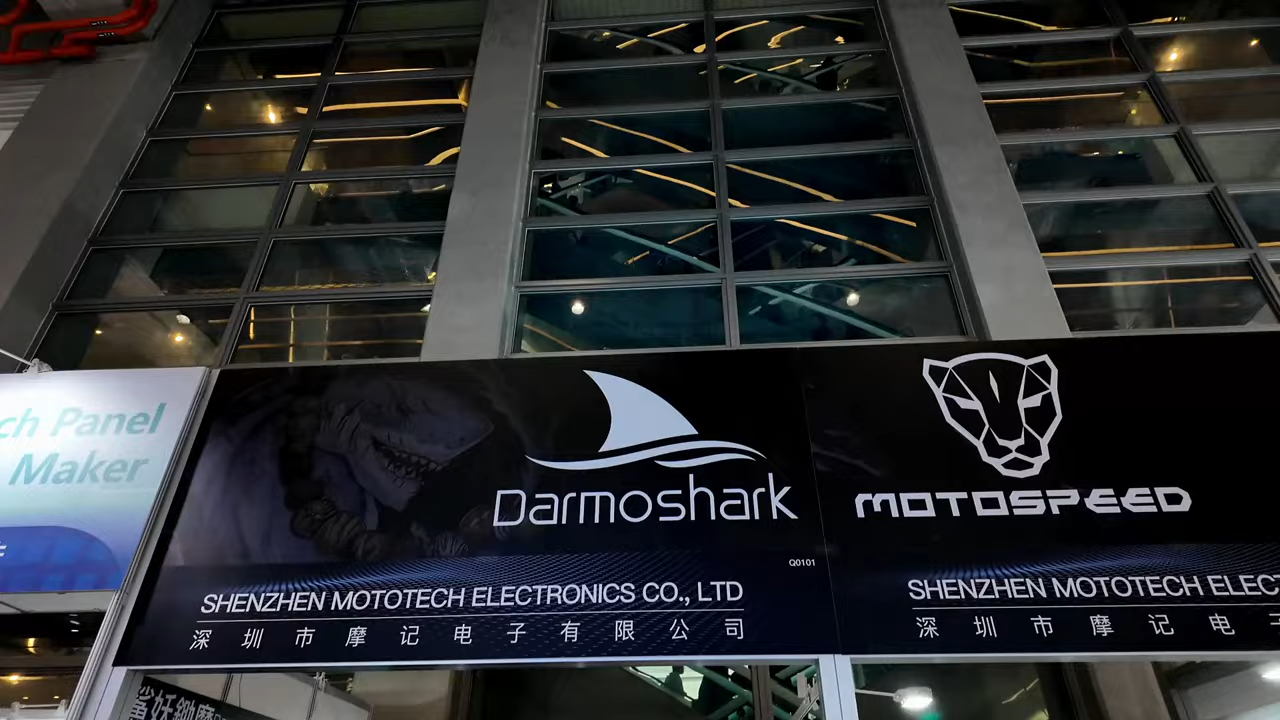 ch Panel
Maker
Darmoshark
Q0101
SHENZHEN MOTOTECH ELECTRONICS CO., LTD
深圳市摩记电子有限公司
MOTOSPEED
SHENZHEN MOTOTECH ELECT
深圳市摩记电子